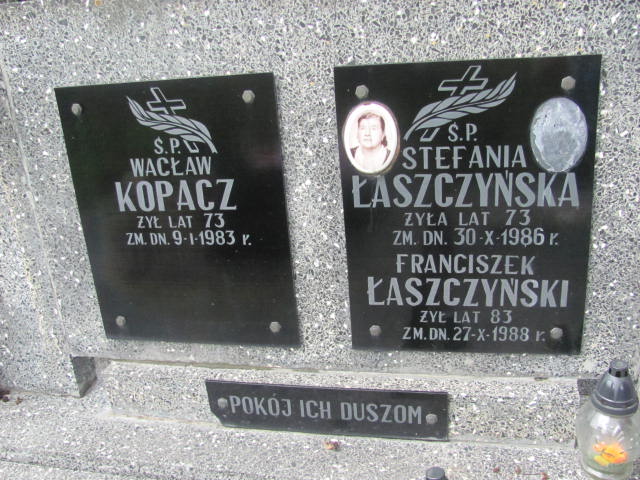 Ś.P.
WACŁAW
KOPACZ
ŻYŁ LAT 73
ZM. DN. 9-I-1983 r.
Ś.P.
STEFANIA
ŁASZCZYŃSKA
ŻYŁA LAT 73
ZM. DN. 30-X-1986 r.
FRANCISZEK
ŁASZCZYŃSKI
ŻYŁ LAT 83
ZM. DN. 27-X-1988 r.
POKÓJ ICH DUSZOM